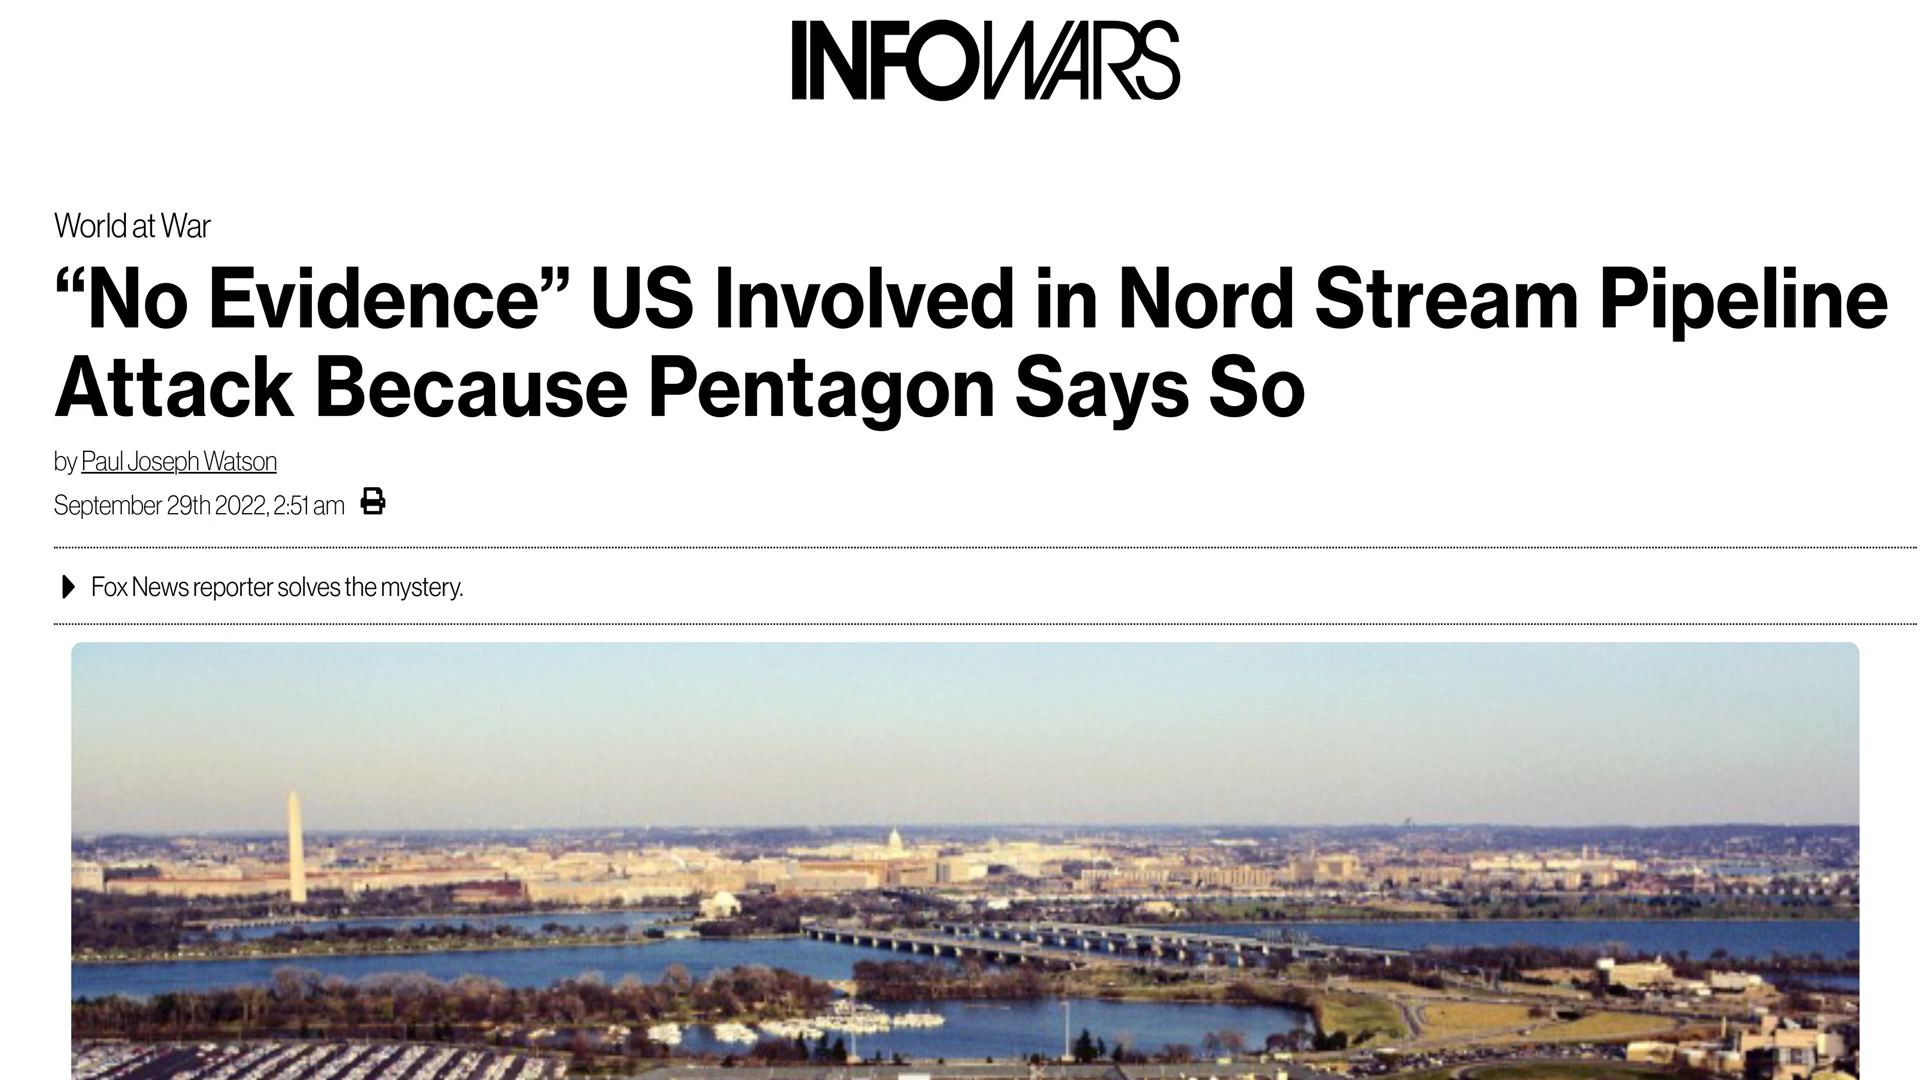 INFOWARS
World at War
“No Evidence” US Involved in Nord Stream Pipeline
Attack Because Pentagon Says So
by Paul Joseph Watson
September 29th 2022, 2:51 am
Fox News reporter solves the mystery.